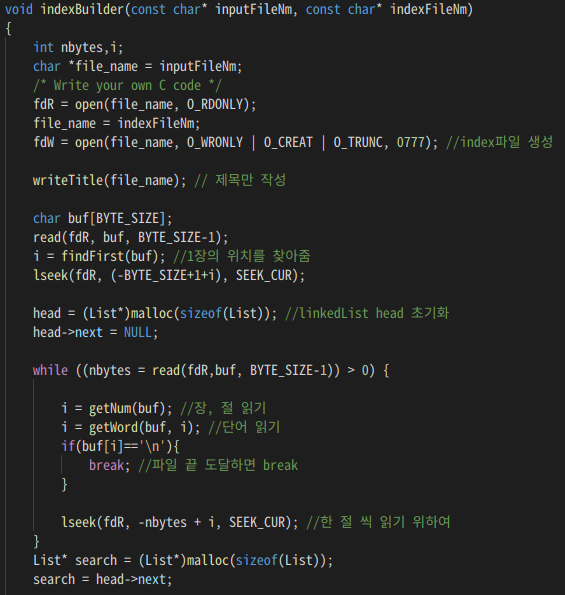 void indexBuilder(const char* inputFileNm, const char* indexFileNm)
{
    int nbytes,i;
    char *file_name = inputFileNm;
    /* Write your own C code */
    fdR = open(file_name, O_RDONLY);
    file_name = indexFileNm;
    fdW = open(file_name, O_WRONLY | O_CREAT | O_TRUNC, 0777); //index파일 생성

    writeTitle(file_name); // 제목만 작성

    char buf[BYTE_SIZE];
    read(fdR, buf, BYTE_SIZE-1);
    i = findFirst(buf); //1장의 위치를 찾아줌
    lseek(fdR, (-BYTE_SIZE+1+i), SEEK_CUR);

    head = (List*)malloc(sizeof(List)); //linkedList head 초기화
    head->next = NULL;

    while ((nbytes = read(fdR,buf, BYTE_SIZE-1)) > 0) {

        i = getNum(buf); //장, 절 읽기
        i = getWord(buf, i); //단어 읽기
        if(buf[i]=='\n'){
            break; //파일 끝 도달하면 break
        }

        lseek(fdR, -nbytes + i, SEEK_CUR); //한 절 씩 읽기 위하여
    }
    List* search = (List*)malloc(sizeof(List));
    search = head->next;